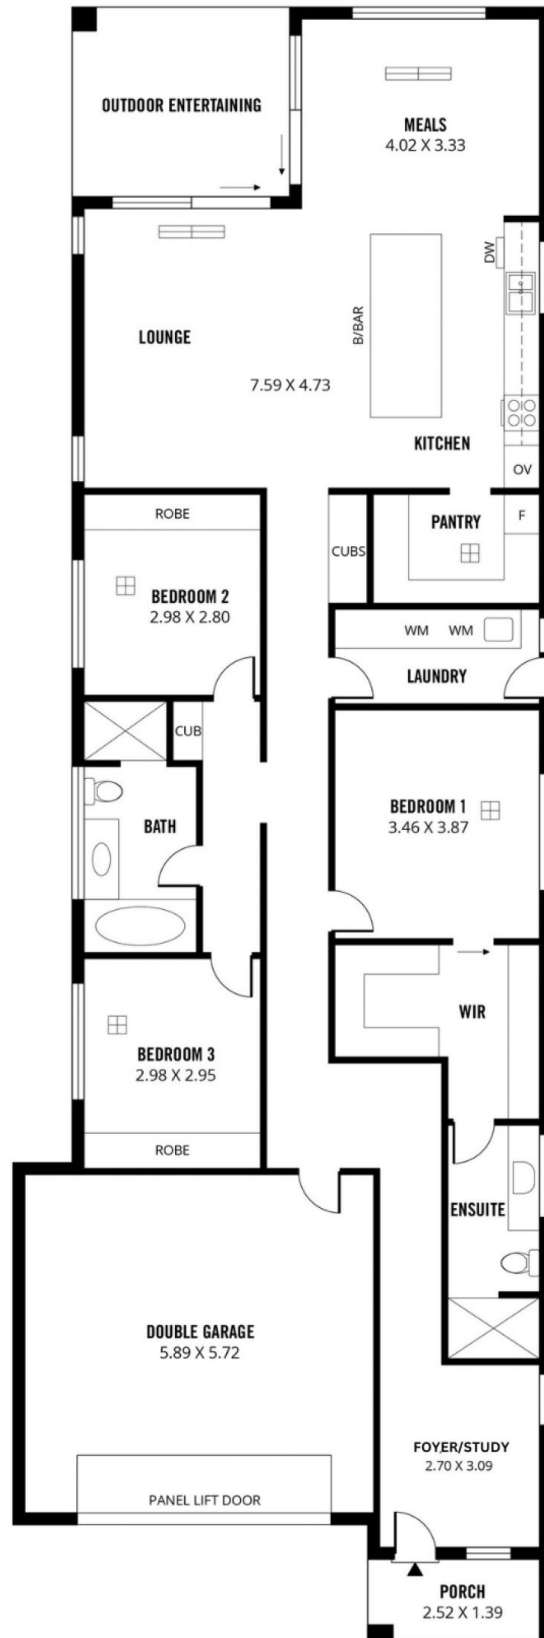 OUTDOOR ENTERTAINING
MEALS
4.02 X 3.33
DW
B/BAR
LOUNGE
7.59 X 4.73
KITCHEN
OV
ROBE
PANTRY
F
CUBS
BEDROOM 2
2.98 X 2.80
WM WM
LAUNDRY
CUB
BATH
BEDROOM 1
3.46 X 3.87
WIR
BEDROOM 3
2.98 X 2.95
ROBE
ENSUITE
DOUBLE GARAGE
5.89 X 5.72
FOYER/STUDY
2.70 X 3.09
PANEL LIFT DOOR
PORCH
2.52 X 1.39